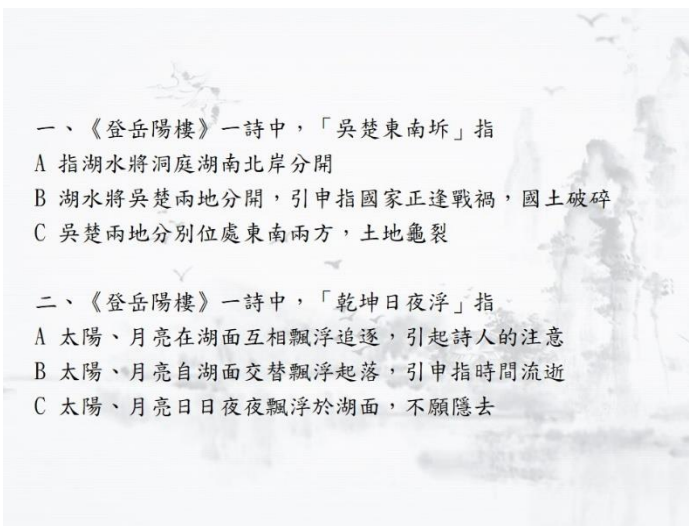 一、《登岳陽樓》一詩中，「吳楚東南坼」指
A 指湖水將洞庭湖南北岸分開
B 湖水將吳楚兩地分開，引申指國家正逢戰禍，國土破碎
C 吳楚兩地分別位處東南兩方，土地龜裂
二、《登岳陽樓》一詩中，「乾坤日夜浮」指
A 太陽、月亮在湖面互相飄浮追逐，引起詩人的注意
B 太陽、月亮自湖面交替飄浮起落，引申指時間流逝
C 太陽、月亮日日夜夜飄浮於湖面，不願隱去